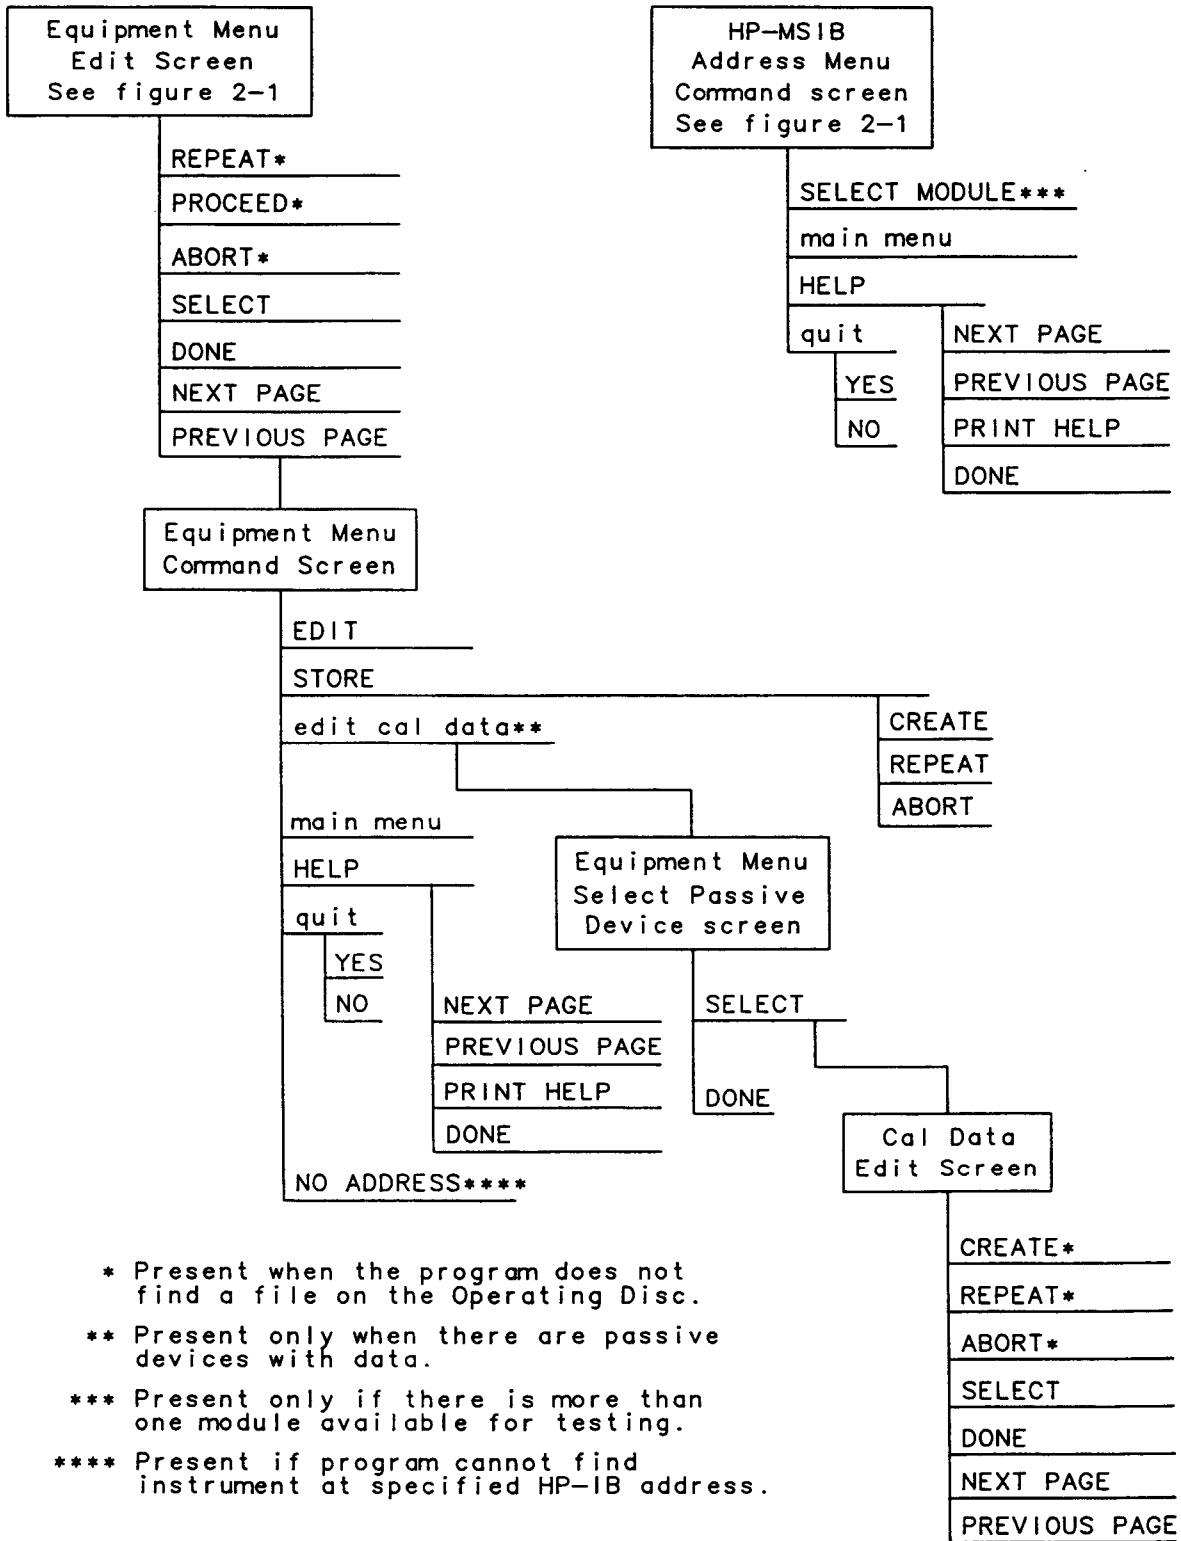 Equipment Menu
Edit Screen
See figure 2-1
REPEAT*
PROCEED*
ABORT*
SELECT
DONE
NEXT PAGE
PREVIOUS PAGE
HP-MSIB
Address Menu
Command screen
See figure 2-1
SELECT MODULE***
main menu
HELP
quit
YES
NO
NEXT PAGE
PREVIOUS PAGE
PRINT HELP
DONE
Equipment Menu
Command Screen
EDIT
STORE
CREATE
REPEAT
ABORT
edit cal data**
main menu
HELP
quit
YES
NO
NEXT PAGE
PREVIOUS PAGE
PRINT HELP
DONE
NO ADDRESS****
Equipment Menu
Select Passive
Device screen
SELECT
DONE
Cal Data
Edit Screen
CREATE*
REPEAT*
ABORT*
SELECT
DONE
NEXT PAGE
PREVIOUS PAGE
* Present when the program does not
find a file on the Operating Disc.
** Present only when there are passive
devices with data.
*** Present only if there is more than
one module available for testing.
**** Present if program cannot find
instrument at specified HP-IB address.